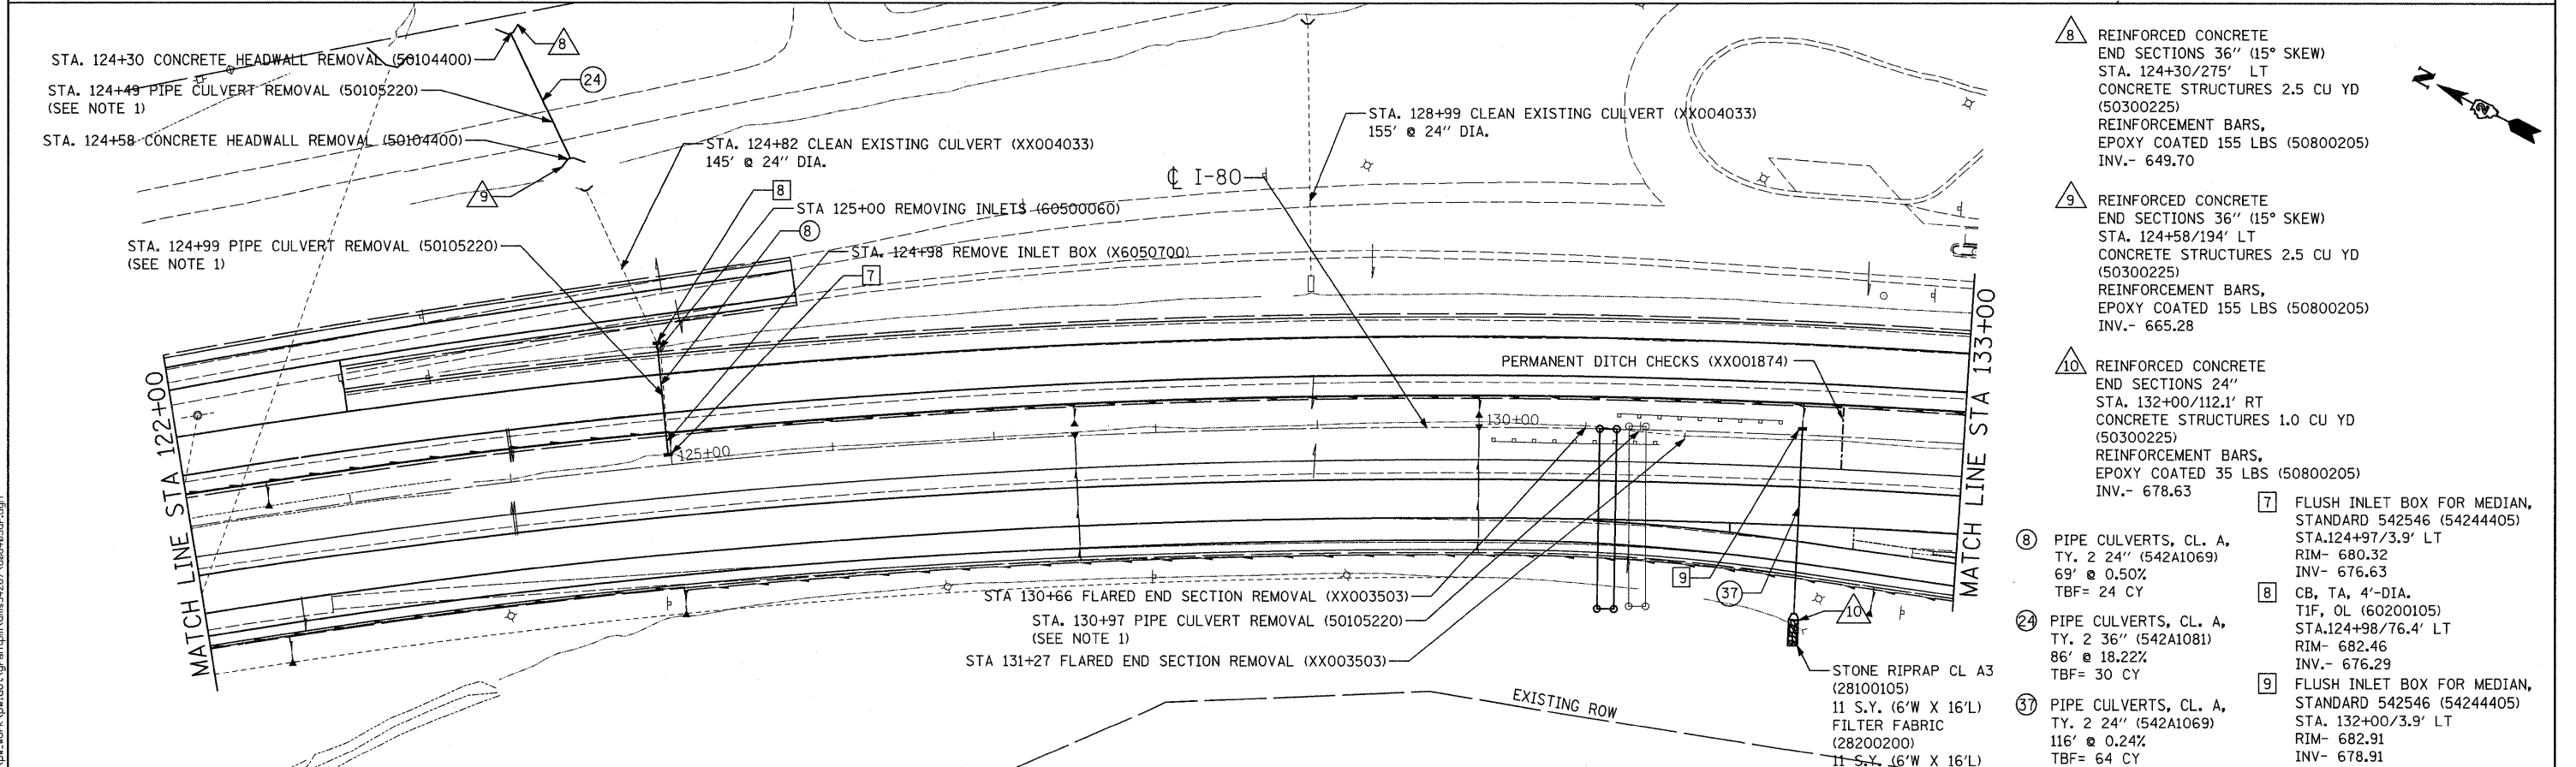 STA. 124+30 CONCRETE HEADWALL REMOVAL (50104400)
8
24
STA. 124+49 PIPE CULVERT REMOVAL (50105220)
(SEE NOTE 1)
STA. 124+58 CONCRETE HEADWALL REMOVAL (50104400)
9
STA. 124+82 CLEAN EXISTING CULVERT (XX004033)
145' @ 24" DIA.
STA. 128+99 CLEAN EXISTING CULVERT (XX004033)
155' @ 24" DIA.
℄ I-80
8
STA 125+00 REMOVING INLETS (60500060)
8
STA. 124+99 PIPE CULVERT REMOVAL (50105220)
(SEE NOTE 1)
STA. 124+98 REMOVE INLET BOX (X6050700)
7
PERMANENT DITCH CHECKS (XX001874)
MATCH LINE STA 122+00
125+00
130+00
MATCH LINE STA 133+00
9
37
10
STA 130+66 FLARED END SECTION REMOVAL (XX003503)
STA. 130+97 PIPE CULVERT REMOVAL (50105220)
(SEE NOTE 1)
STA 131+27 FLARED END SECTION REMOVAL (XX003503)
EXISTING ROW
STONE RIPRAP CL A3
(28100105)
11 S.Y. (6'W X 16'L)
FILTER FABRIC
(28200200)
11 S.Y. (6'W X 16'L)
N
8 REINFORCED CONCRETE
END SECTIONS 36" (15° SKEW)
STA. 124+30/275' LT
CONCRETE STRUCTURES 2.5 CU YD
(50300225)
REINFORCEMENT BARS,
EPOXY COATED 155 LBS (50800205)
INV.- 649.70
9 REINFORCED CONCRETE
END SECTIONS 36" (15° SKEW)
STA. 124+58/194' LT
CONCRETE STRUCTURES 2.5 CU YD
(50300225)
REINFORCEMENT BARS,
EPOXY COATED 155 LBS (50800205)
INV.- 665.28
10 REINFORCED CONCRETE
END SECTIONS 24"
STA. 132+00/112.1' RT
CONCRETE STRUCTURES 1.0 CU YD
(50300225)
REINFORCEMENT BARS,
EPOXY COATED 35 LBS (50800205)
INV.- 678.63
8 PIPE CULVERTS, CL. A,
TY. 2 24" (542A1069)
69' @ 0.50%
TBF= 24 CY
24 PIPE CULVERTS, CL. A,
TY. 2 36" (542A1081)
86' @ 18.22%
TBF= 30 CY
37 PIPE CULVERTS, CL. A,
TY. 2 24" (542A1069)
116' @ 0.24%
TBF= 64 CY
7 FLUSH INLET BOX FOR MEDIAN,
STANDARD 542546 (54244405)
STA.124+97/3.9' LT
RIM- 680.32
INV- 676.63
8 CB, TA, 4'-DIA.
T1F, OL (60200105)
STA.124+98/76.4' LT
RIM- 682.46
INV.- 676.29
9 FLUSH INLET BOX FOR MEDIAN,
STANDARD 542546 (54244405)
STA. 132+00/3.9' LT
RIM- 682.91
INV- 678.91